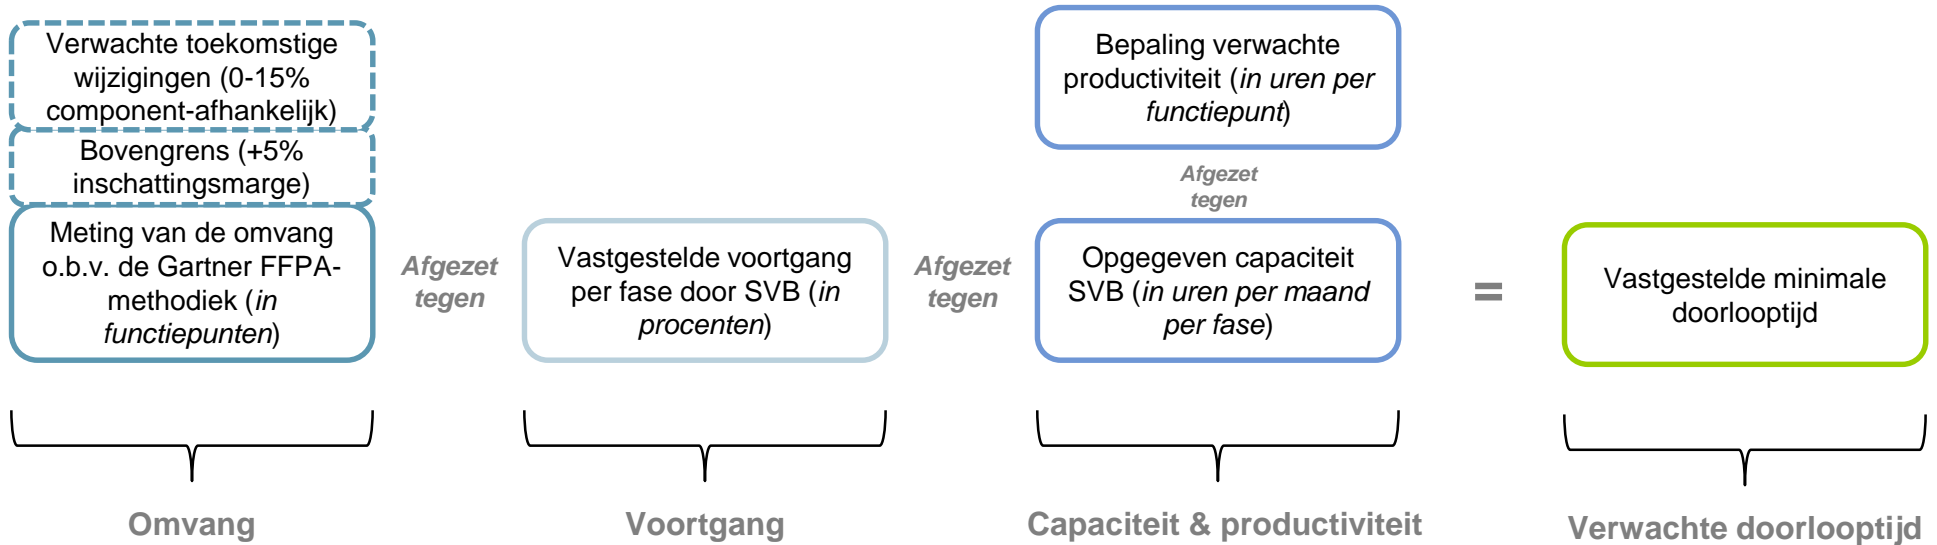 Verwachte toekomstige
wijzigingen (0-15%
component-afhankelijk)
Bovengrens (+5%
inschattingsmarge)
Meting van de omvang
o.b.v. de Gartner FFPA-
methodiek (in
functiepunten)
Afgezet
tegen
Vastgestelde voortgang
per fase door SVB (in
procenten)
Afgezet
tegen
Bepaling verwachte
productiviteit (in uren per
functiepunt)
Afgezet
tegen
Opgegeven capaciteit
SVB (in uren per maand
per fase)
=
Vastgestelde minimale
doorlooptijd
Omvang
Voortgang
Capaciteit & productiviteit
Verwachte doorlooptijd